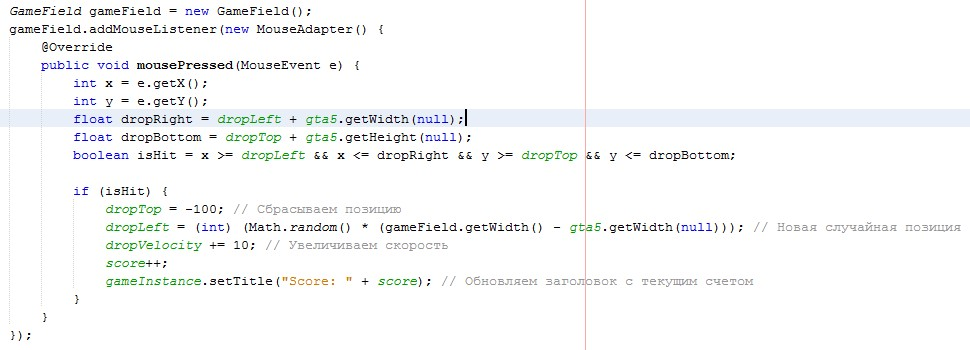 GameField gameField = new GameField();
gameField.addMouseListener(new MouseAdapter() {
@Override
public void mousePressed(MouseEvent e) {
int x = e.getX();
int y = e.getY();
float dropRight = dropLeft + gta5.getWidth(null);
float dropBottom = dropTop + gta5.getHeight(null);
boolean isHit = x >= dropLeft && x <= dropRight && y >= dropTop && y <= dropBottom;
if (isHit) {
dropTop = -100; // Сбрасываем позицию
dropLeft = (int) (Math.random() * (gameField.getWidth() - gta5.getWidth(null))); // Новая случайная позиция
dropVelocity += 10; // Увеличиваем скорость
score++;
gameInstance.setTitle("Score: " + score); // Обновляем заголовок с текущим счетом
}
}
});